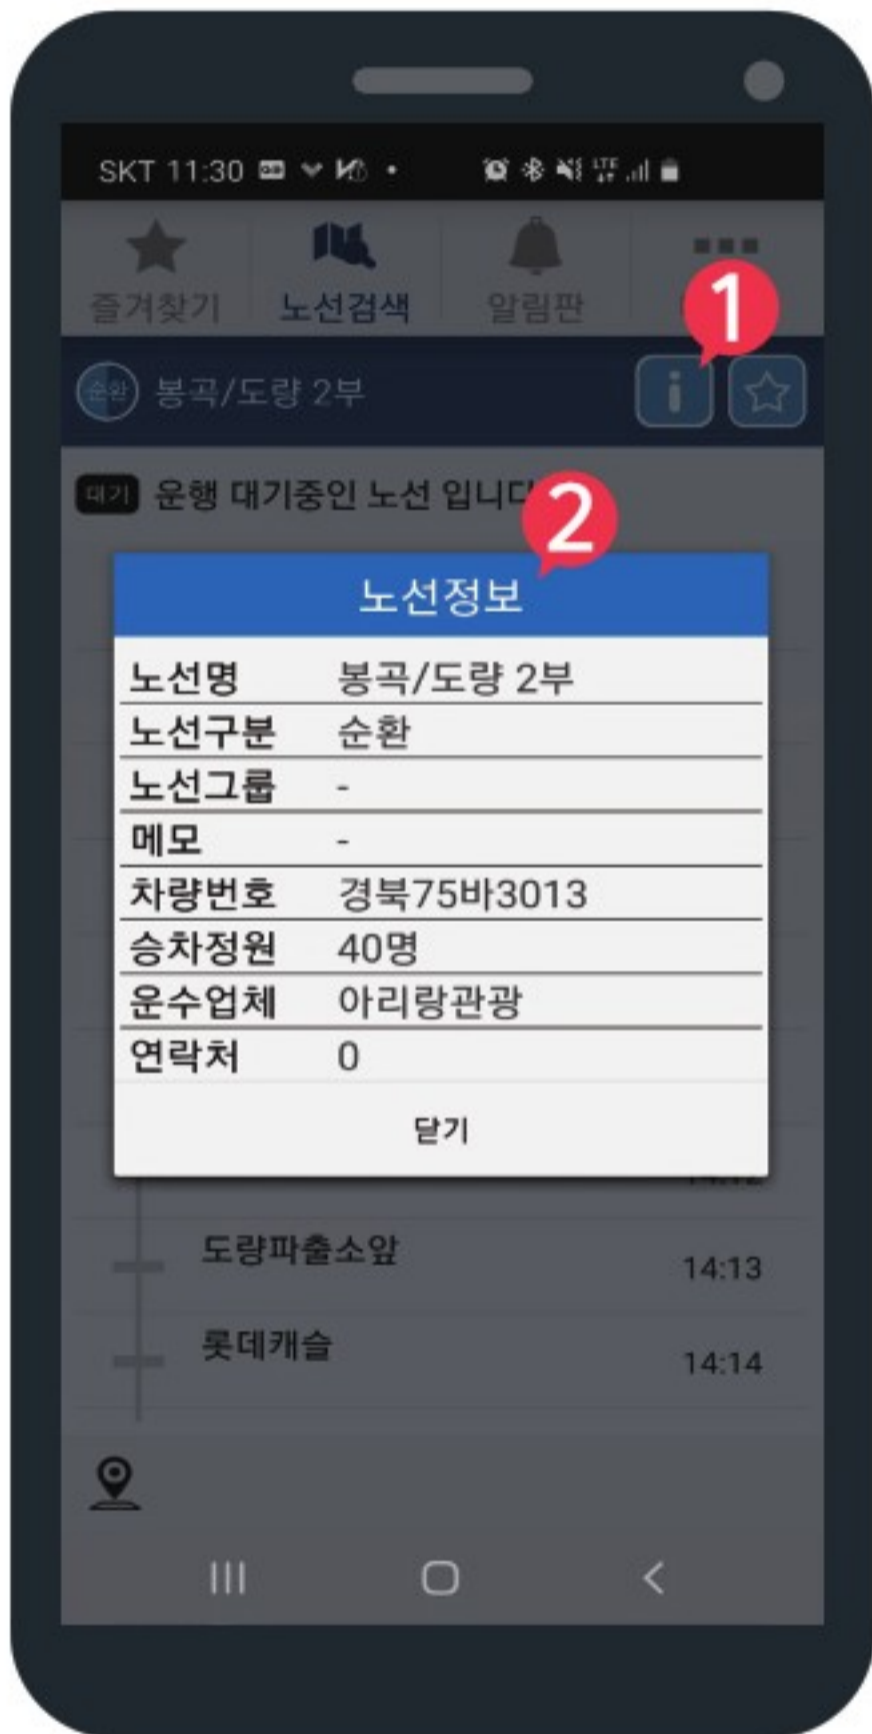 SKT 11:30
LTE
즐겨찾기 노선검색 알림판
1
순환 봉곡/도량 2부
대기 운행 대기중인 노선 입니다
2
노선정보
노선명 봉곡/도량 2부
노선구분 순환
노선그룹 -
메모 -
차량번호 경북75바3013
승차정원 40명
운수업체 아리랑관광
연락처 0
닫기
14:12
도량파출소앞 14:13
롯데캐슬 14:14